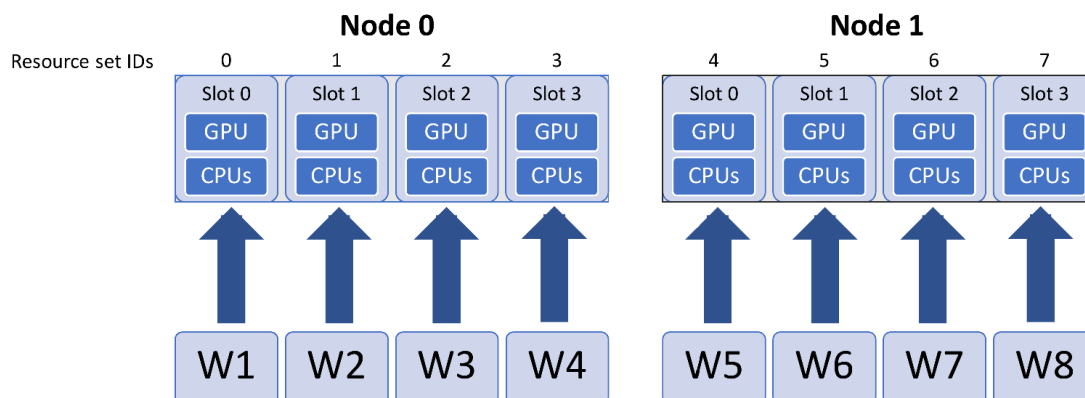 Node 0 Node 1
Resource set IDs 0 1 2 3 4 5 6 7
Slot 0 Slot 1 Slot 2 Slot 3 Slot 0 Slot 1 Slot 2 Slot 3
GPU GPU GPU GPU GPU GPU GPU GPU
CPUs CPUs CPUs CPUs CPUs CPUs CPUs CPUs
W1 W2 W3 W4 W5 W6 W7 W8